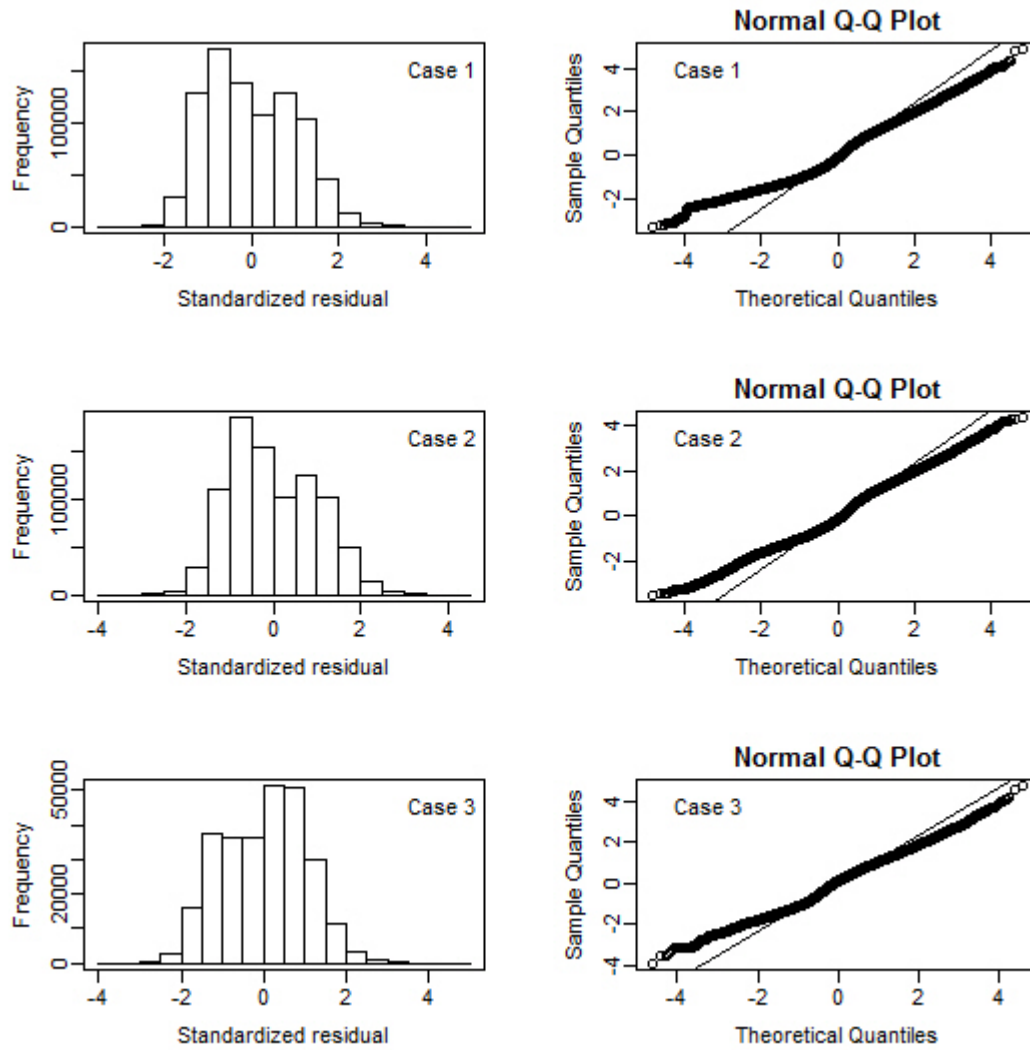 Case 1
Frequency
100000
0
-2 0 2 4
Standardized residual
Normal Q-Q Plot
Case 1
Sample Quantiles
4
2
0
-2
-4 -2 0 2 4
Theoretical Quantiles
Case 2
Frequency
100000
0
-4 -2 0 2 4
Standardized residual
Normal Q-Q Plot
Case 2
Sample Quantiles
4
2
0
-2
-4 -2 0 2 4
Theoretical Quantiles
Case 3
Frequency
50000
20000
0
-4 -2 0 2 4
Standardized residual
Normal Q-Q Plot
Case 3
Sample Quantiles
4
2
0
-2
-4
-4 -2 0 2 4
Theoretical Quantiles